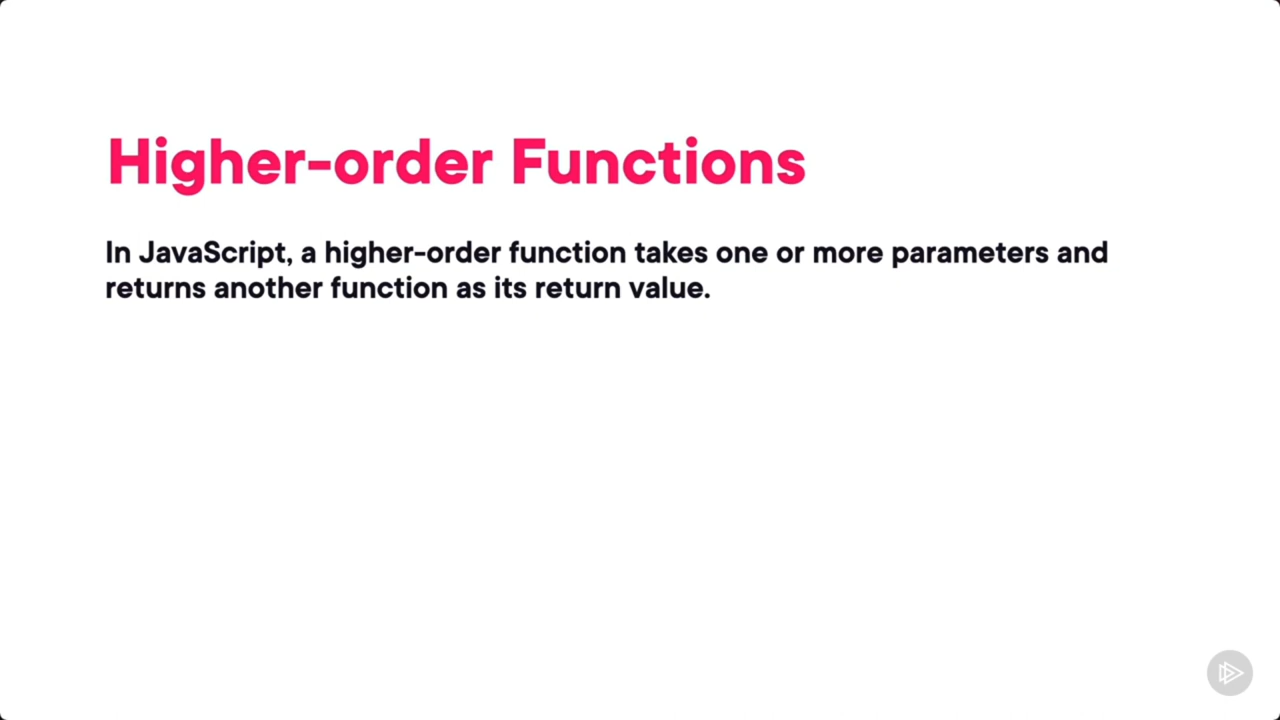 Higher-order Functions
In JavaScript, a higher-order function takes one or more parameters and
returns another function as its return value.